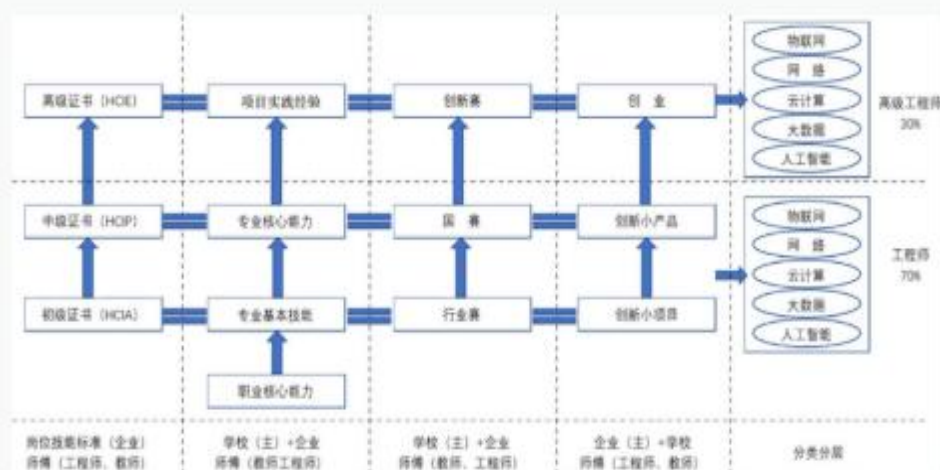 物联网
网 络
云计算
大数据
人工智能
高级工程师
30%
高级证书（HCIE）
项目实践经验
创新赛
创 业
中级证书（HCIP）
专业核心能力
国 赛
创新小产品
物联网
网 络
云计算
大数据
人工智能
工程师
70%
初级证书（HCIA）
专业基本技能
行业赛
创新小项目
职业核心能力
岗位技能标准（企业）
师傅（工程师、教师）
学校（主）+企业
师傅（教师工程师）
学校（主）+企业
师傅（教师、工程师）
企业（主）+学校
师傅（工程师、教师）
分类分层